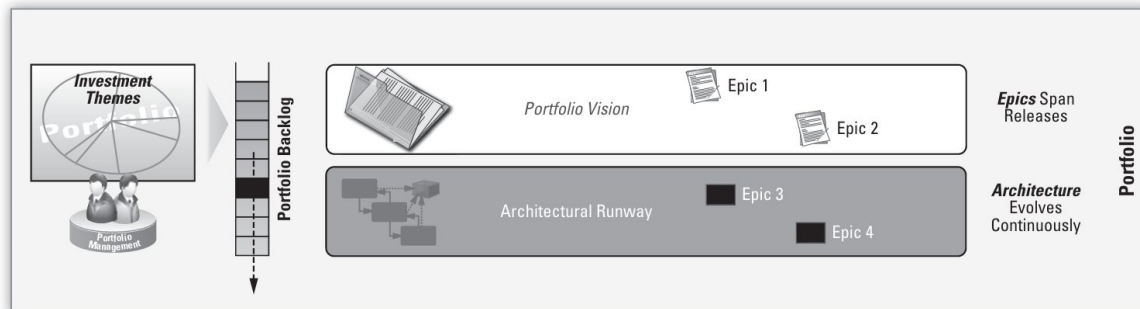 Investment
Themes
Portfolio
Portfolio
Management
Portfolio Backlog
Portfolio Vision
Epic 1
Epic 2
Epics Span
Releases
Architectural Runway
Epic 3
Epic 4
Architecture
Evolves
Continuously
Portfolio